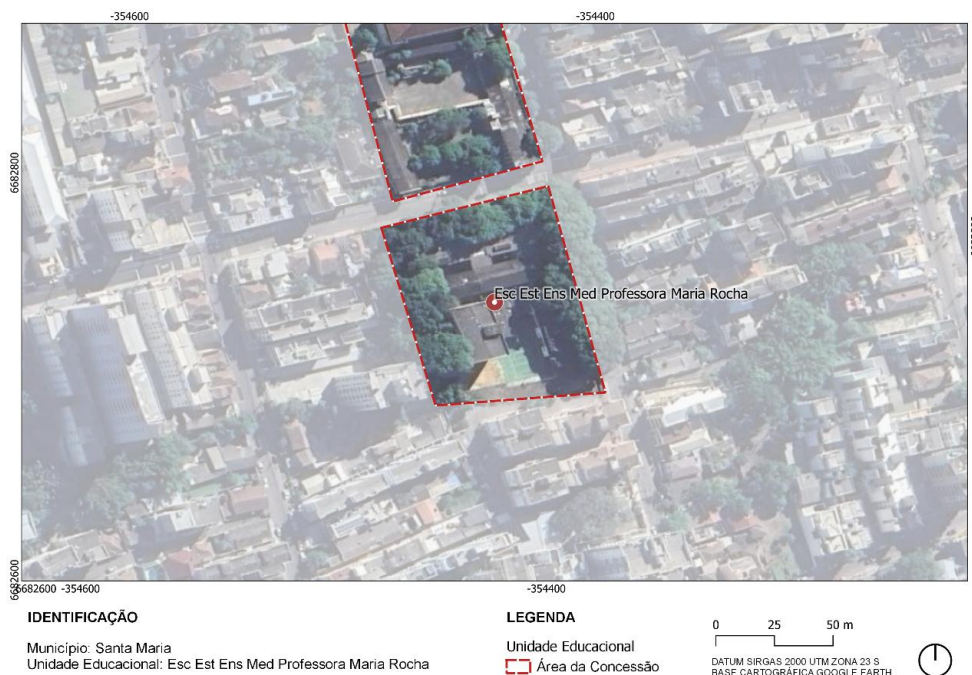 -354600 -354400
6682800
Esc Est Ens Med Professora Maria Rocha
6682600
6682600 -354600 -354400
IDENTIFICAÇÃO
Município: Santa Maria
Unidade Educacional: Esc Est Ens Med Professora Maria Rocha
LEGENDA
Unidade Educacional
Área da Concessão
0 25 50 m
DATUM SIRGAS 2000 UTM ZONA 23 S
BASE CARTOGRÁFICA GOOGLE EARTH